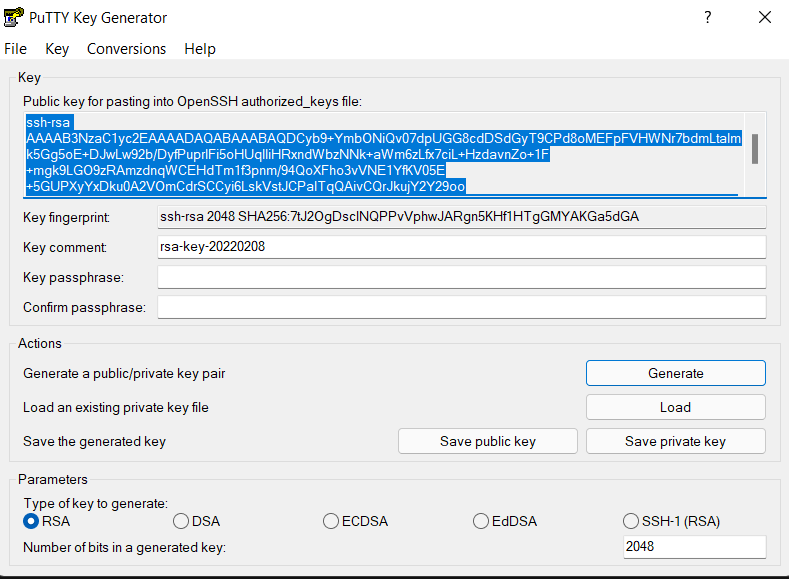 PuTTY Key Generator
?
File Key Conversions Help
Key
Public key for pasting into OpenSSH authorized_keys file:
ssh-rsa
AAAAB3NzaC1yc2EAAAADAQABAAABAQDCyb9+YmbONiQv07dpUGG8cdDSdGyT9CPd8oMEFpFVHWNr7bdmLtaIm
k5Gg5oE+DJwLw92b/DyfPuprlFi5oHUqIliHRxndWbzNNk+aWm6zLfx7ciL+HzdavnZo+1F
+mgk9LGO9zRAmzdnqWCEHdTm1f3pnm/94QoXFho3vVNE1YfKV05E
+5GUPXyYxDku0A2VOmCdrSCCyi6LskVstJCPaITqQAivCQrJkujY2Y29oo
Key fingerprint:
ssh-rsa 2048 SHA256:7tJ2OgDsclNQPPvVphwJARgn5KHf1HTgGMYAKGa5dGA
Key comment:
rsa-key-20220208
Key passphrase:
Confirm passphrase:
Actions
Generate a public/private key pair
Generate
Load an existing private key file
Load
Save the generated key
Save public key
Save private key
Parameters
Type of key to generate:
RSA DSA ECDSA EdDSA SSH-1 (RSA)
Number of bits in a generated key:
2048